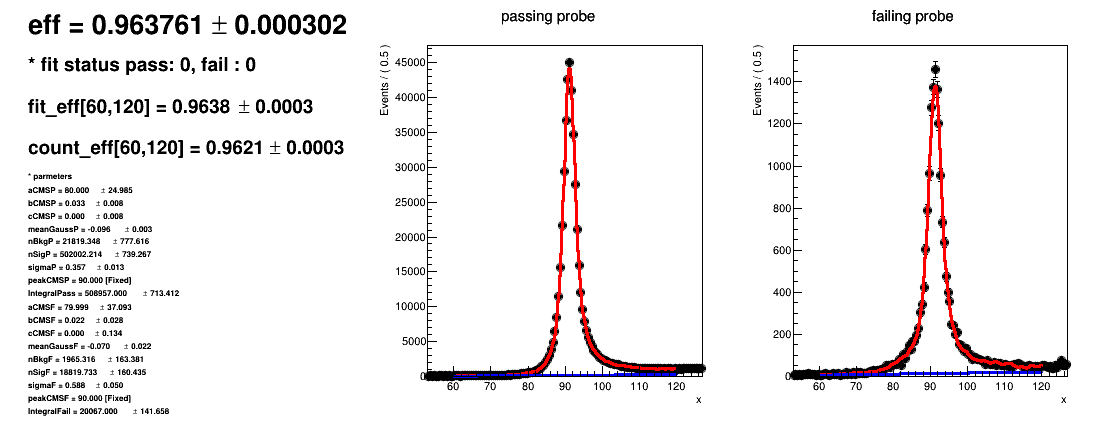 eff = 0.963761 ± 0.000302
* fit status pass: 0, fail : 0
fit_eff[60,120] = 0.9638 ± 0.0003
count_eff[60,120] = 0.9621 ± 0.0003
* parmeters
aCMSP = 80.000 ± 24.985
bCMSP = 0.033 ± 0.008
cCMSP = 0.000 ± 0.008
meanGaussP = -0.096 ± 0.003
nBkgP = 21819.348 ± 777.616
nSigP = 502002.214 ± 739.267
sigmaP = 0.357 ± 0.013
peakCMSP = 90.000 [Fixed]
IntegralPass = 508957.000 ± 713.412
aCMSF = 79.999 ± 37.093
bCMSF = 0.022 ± 0.028
cCMSF = 0.000 ± 0.134
meanGaussF = -0.070 ± 0.022
nBkgF = 1965.316 ± 163.381
nSigF = 18819.733 ± 160.435
sigmaF = 0.588 ± 0.050
peakCMSF = 90.000 [Fixed]
IntegralFail = 20067.000 ± 141.658
passing probe
Events / ( 0.5 )
45000
40000
35000
30000
25000
20000
15000
10000
5000
0
60 70 80 90 100 110 120
x
failing probe
Events / ( 0.5 )
1400
1200
1000
800
600
400
200
0
60 70 80 90 100 110 120
x